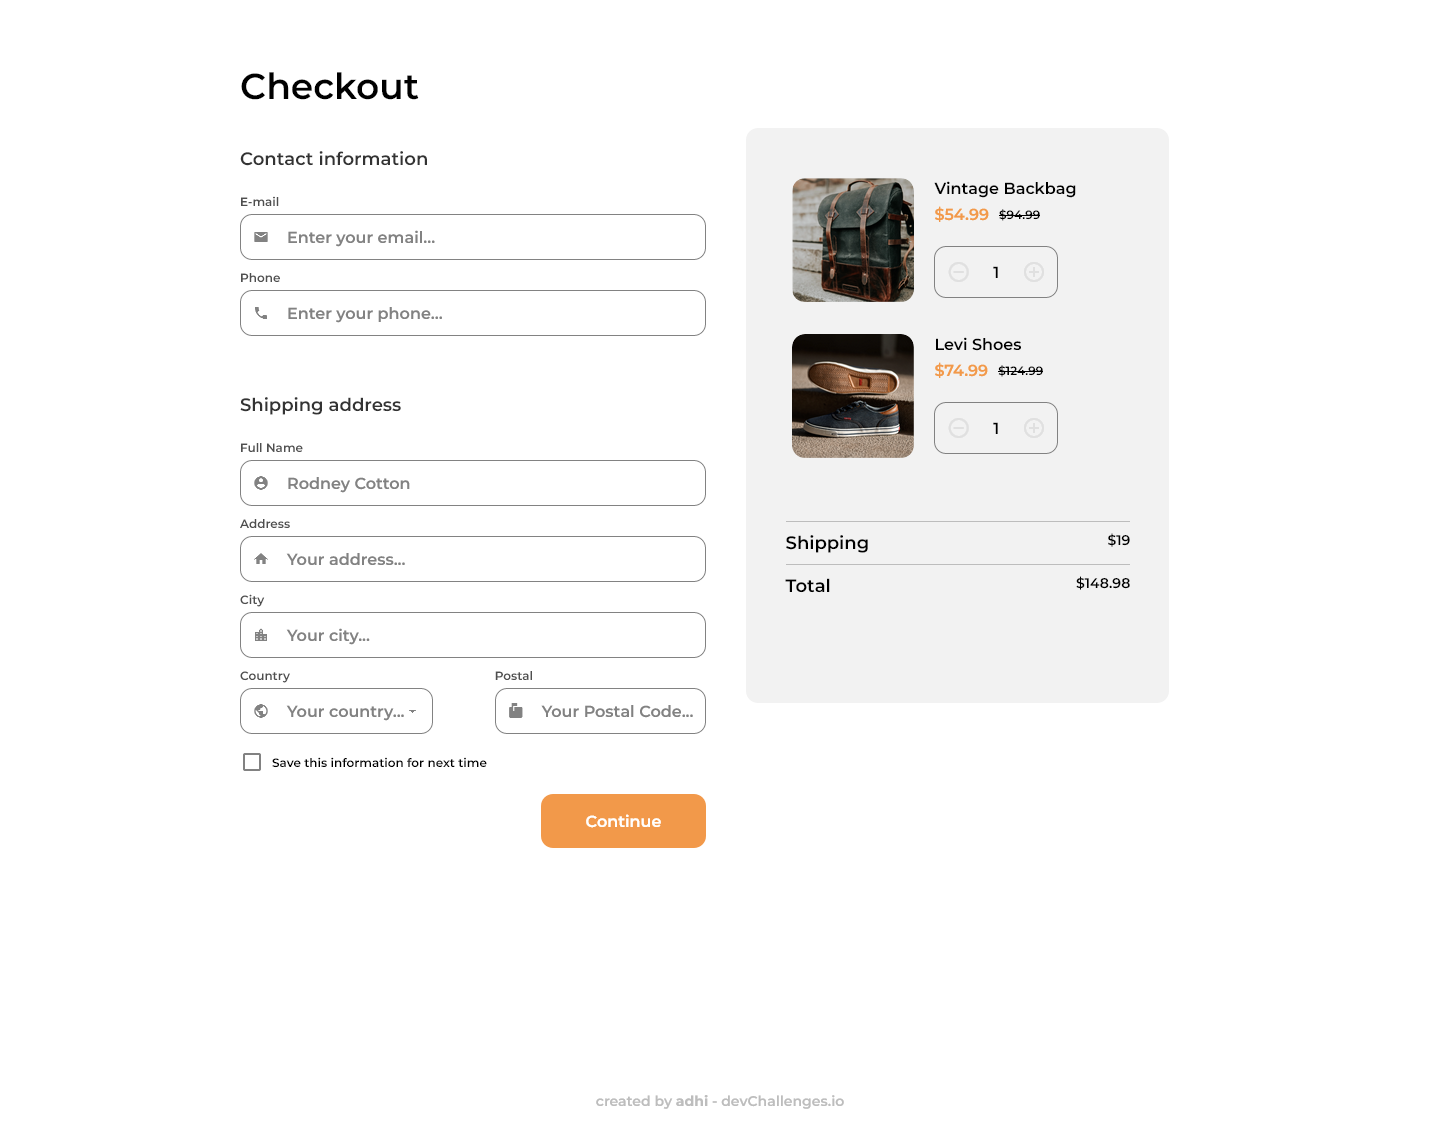 Checkout
Contact information
E-mail
Enter your email...
Phone
Enter your phone...
Shipping address
Full Name
Rodney Cotton
Address
Your address...
City
Your city...
Country
Your country...
Postal
Your Postal Code...
Save this information for next time
Continue
Vintage Backbag
$54.99 $94.99
1
Levi Shoes
$74.99 $124.99
1
Shipping $19
Total $148.98
created by adhi - devChallenges.io